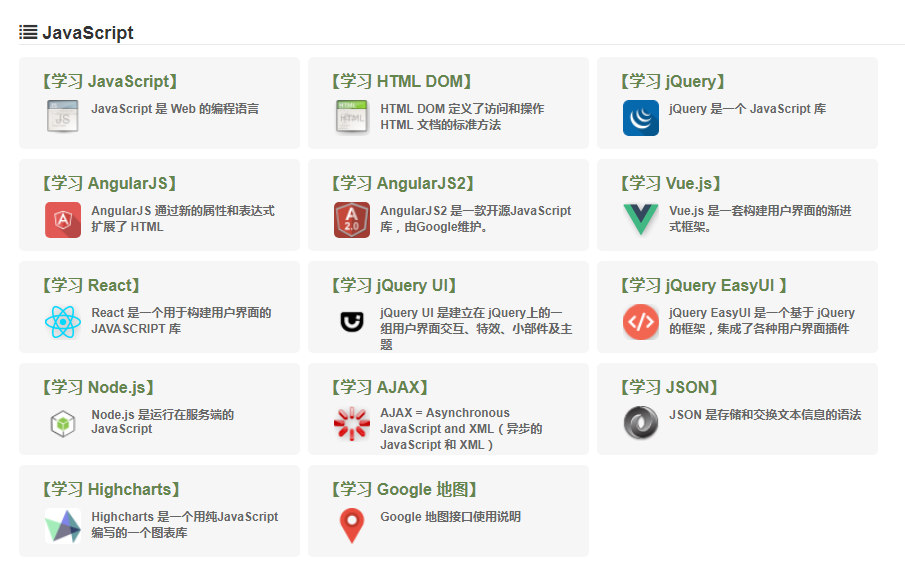 JavaScript
【学习 JavaScript】
JS
JavaScript 是 Web 的编程语言
【学习 HTML DOM】
HTML
HTML DOM 定义了访问和操作
HTML 文档的标准方法
【学习 jQuery】
jQuery 是一个 JavaScript 库
【学习 AngularJS】
A
AngularJS 通过新的属性和表达式
扩展了 HTML
【学习 AngularJS2】
A
2.0
AngularJS2 是一款开源JavaScript
库，由Google维护。
【学习 Vue.js】
Vue.js 是一套构建用户界面的渐进
式框架。
【学习 React】
React 是一个用于构建用户界面的
JAVASCRIPT 库
【学习 jQuery UI】
jQuery UI 是建立在 jQuery上的一
组用户界面交互、特效、小部件及主
题
【学习 jQuery EasyUI 】
</>
jQuery EasyUI 是一个基于 jQuery
的框架，集成了各种用户界面插件
【学习 Node.js】
Node.js 是运行在服务端的
JavaScript
【学习 AJAX】
AJAX = Asynchronous
JavaScript and XML（异步的
JavaScript 和 XML）
【学习 JSON】
JSON 是存储和交换文本信息的语法
【学习 Highcharts】
Highcharts 是一个用纯JavaScript
编写的一个图表库
【学习 Google 地图】
Google 地图接口使用说明